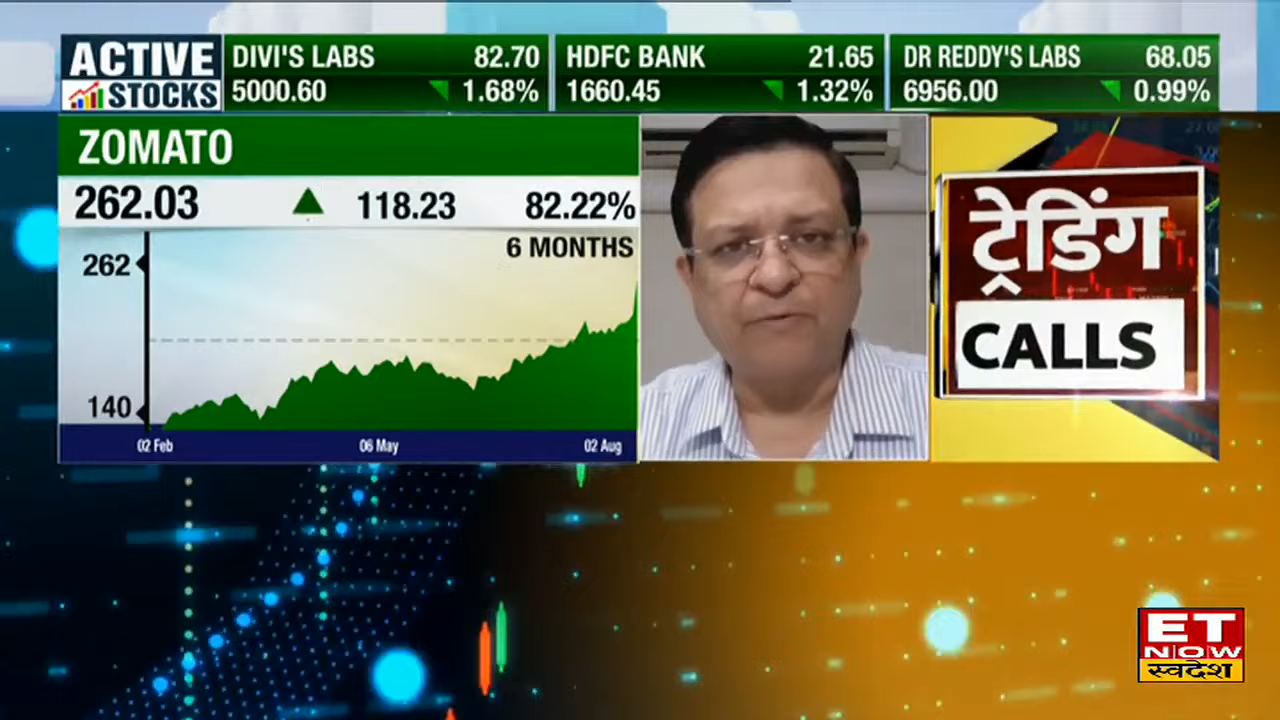 ACTIVE
STOCKS
DIVI'S LABS 82.70
5000.60 1.68%
HDFC BANK 21.65
1660.45 1.32%
DR REDDY'S LABS 68.05
6956.00 0.99%
ZOMATO
262.03 118.23 82.22%
6 MONTHS
262
140
02 Feb 06 May 02 Aug
ट्रेडिंग
CALLS
ET
NOW
स्वदेश